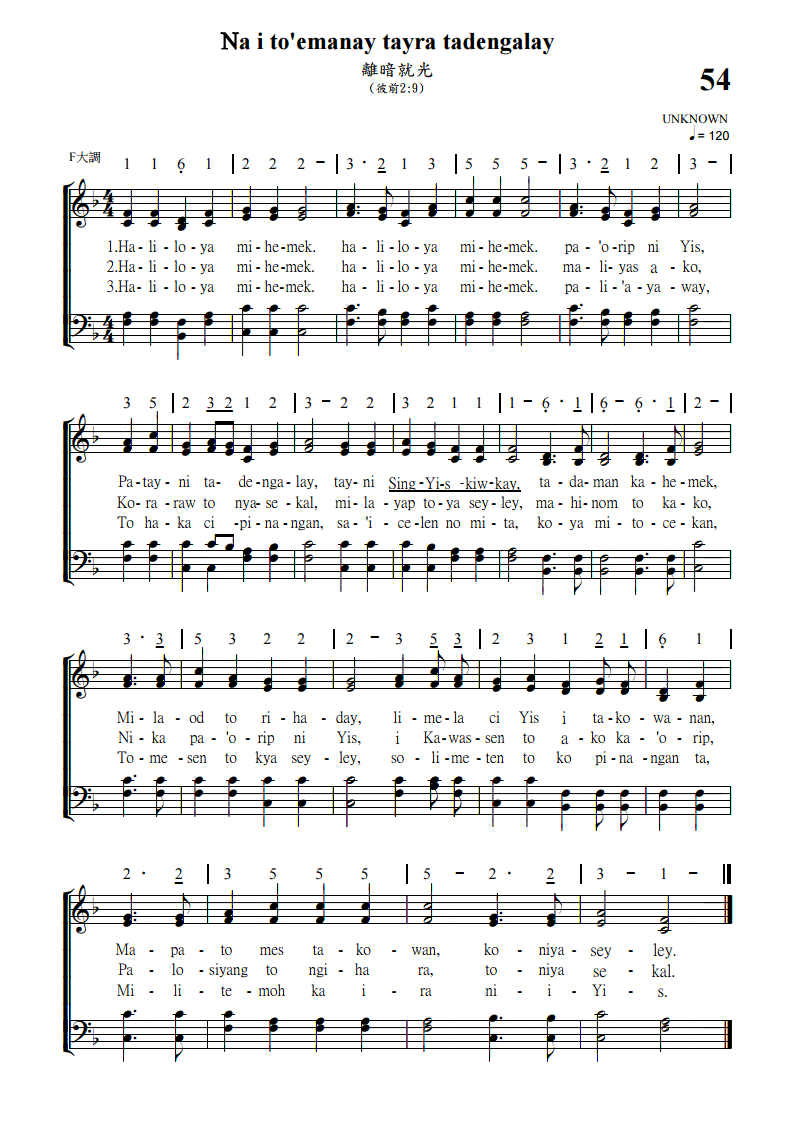 Na i to'emanay tayra tadengalay
離暗就光
（彼前2:9）
54
UNKNOWN
♩= 120
F大調
1 1 6̣ 1 | 2 2 2 – | 3 · 2̲ 1 3 | 5 5 5 – | 3 · 2̲ 1 2 | 3 –
1.Ha- li - lo - ya mi - he-mek. ha - li - lo - ya mi-he-mek. pa - 'o-rip ni Yis,
2.Ha- li - lo - ya mi - he-mek. ha - li - lo - ya mi-he-mek. ma - li-yas a - ko,
3.Ha- li - lo - ya mi - he-mek. ha - li - lo - ya mi-he-mek. pa - li-'a-ya-way,
3 5 | 2 3̲ 2̲ 1 2 | 3 – 2 2 | 3 2 1 1 | 1 – 6̣ · 1̲ | 6̣ – 6̣ · 1̲ | 2 –
Pa-tay-ni ta - de-nga-lay, tay-ni Sing-Yi-s -kiw-kay, ta-da-man ka-he-mek,
Ko-ra-raw to nya-se-kal, mi-la-yap to-ya sey-ley, ma-hi-nom to ka-ko,
To ha-ka ci -pi-na-ngan, sa-'i-ce-len no mi-ta, ko-ya mi-to-ce-kan,
3 · 3̲ | 5 3 2 2 | 2 – 3 5̲ 3̲ | 2 3 1 2̲ 1̲ | 6̣ 1
Mi - la-od to ri-ha-day, li-me-la ci Yis i ta-ko-wa-nan,
Ni - ka pa-'o-rip ni Yis, i Ka-was-sen to a-ko ka-'o-rip,
To-me-sen to kya sey-ley, so-li-me-ten to ko pi-na-ngan ta,
2 · 2̲ | 3 5 5 5 | 5 – 2 · 2̲ | 3 – 1 –
Ma - pa - to mes ta - ko - wan, ko - niya- sey - ley.
Pa - lo - siyang to ngi - ha ra, to - niya se - kal.
Mi - li - te - moh ka i - ra ni - i - Yi - s.